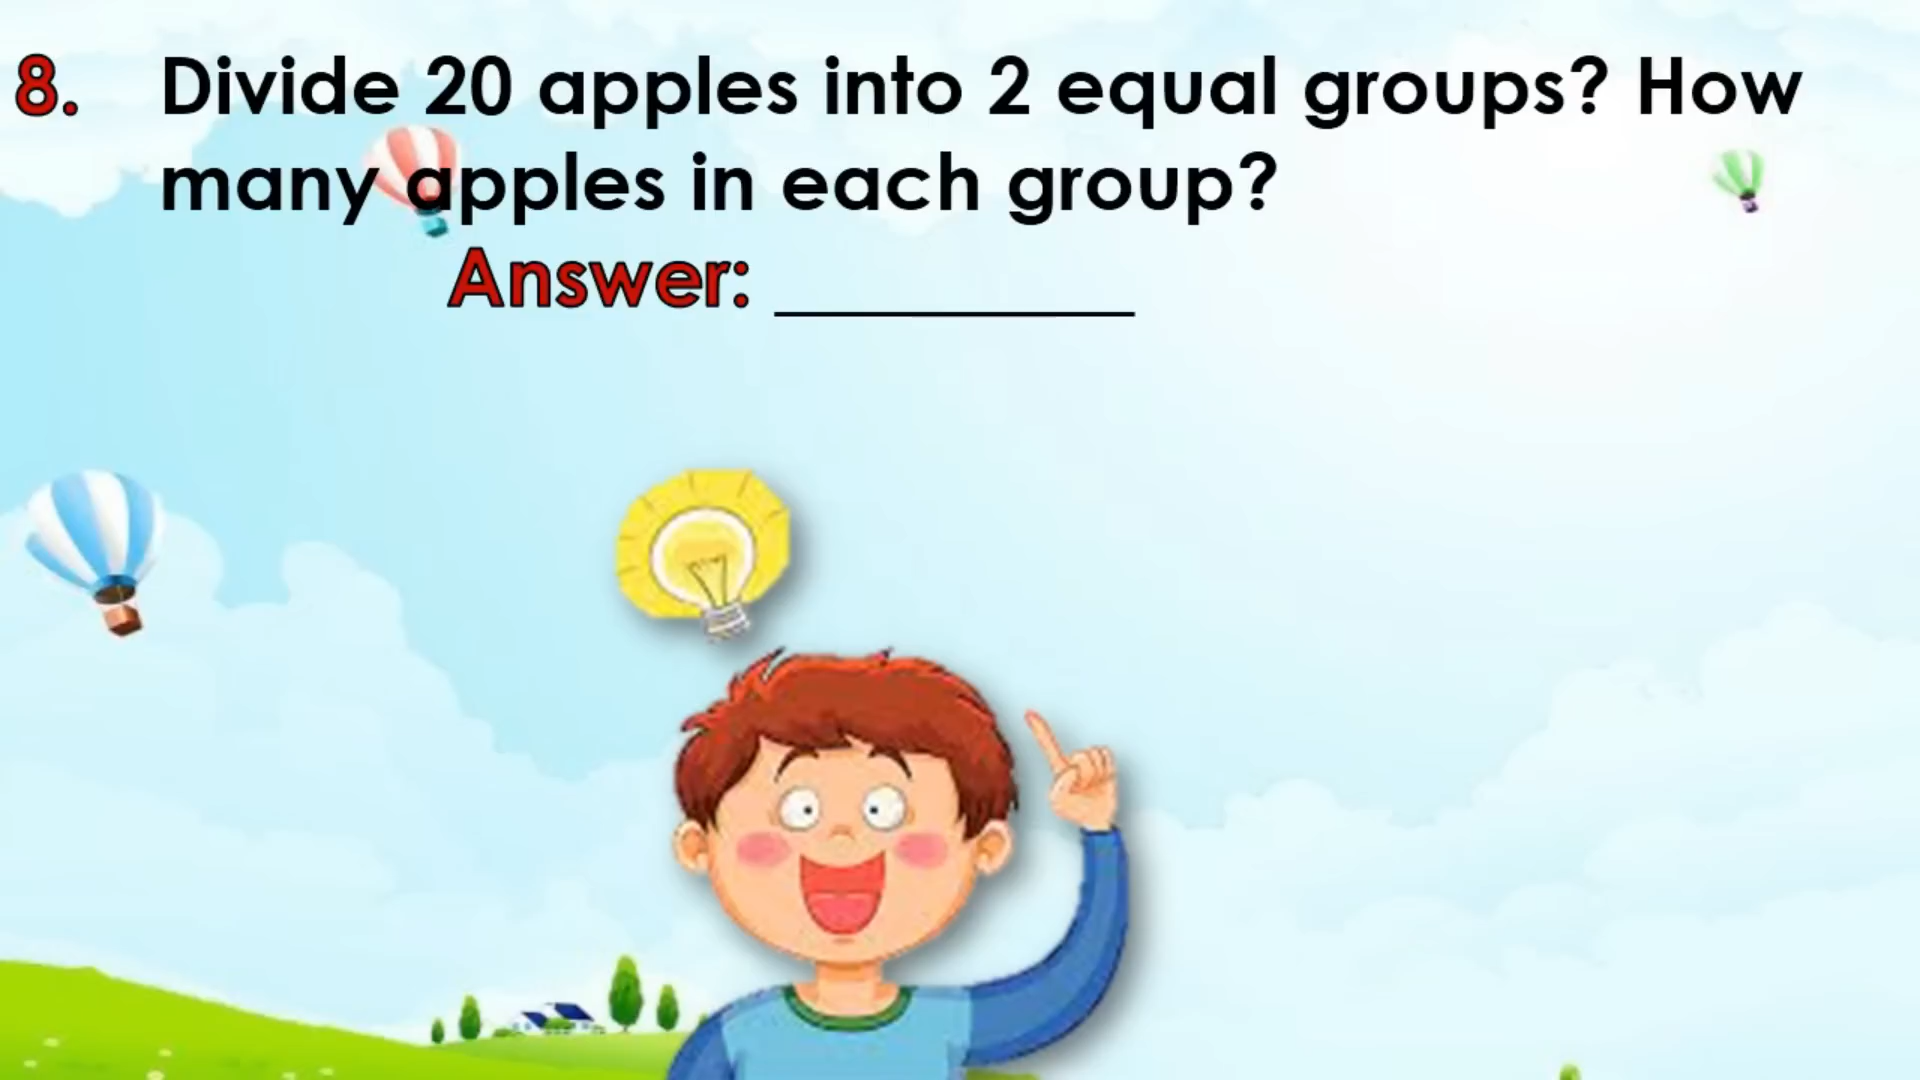 8. Divide 20 apples into 2 equal groups? How
many apples in each group?
Answer: __________